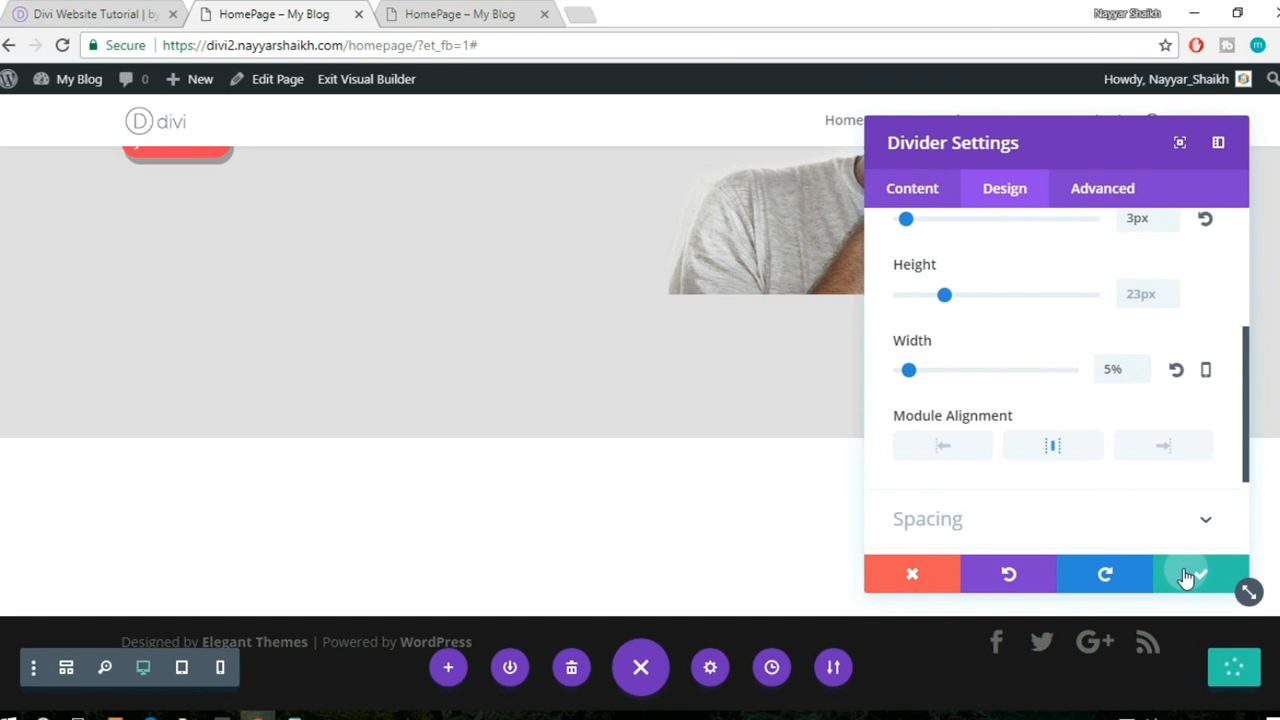 Divi Website Tutorial | by
HomePage – My Blog
HomePage – My Blog
Nayyar Shaikh
Secure
https://divi2.nayyarshaikh.com/homepage/?et_fb=1#
My Blog
0
New
Edit Page
Exit Visual Builder
Howdy, Nayyar_Shaikh
D divi
Home
Divider Settings
Content
Design
Advanced
3px
Height
23px
Width
5%
Module Alignment
Spacing
Designed by Elegant Themes | Powered by WordPress